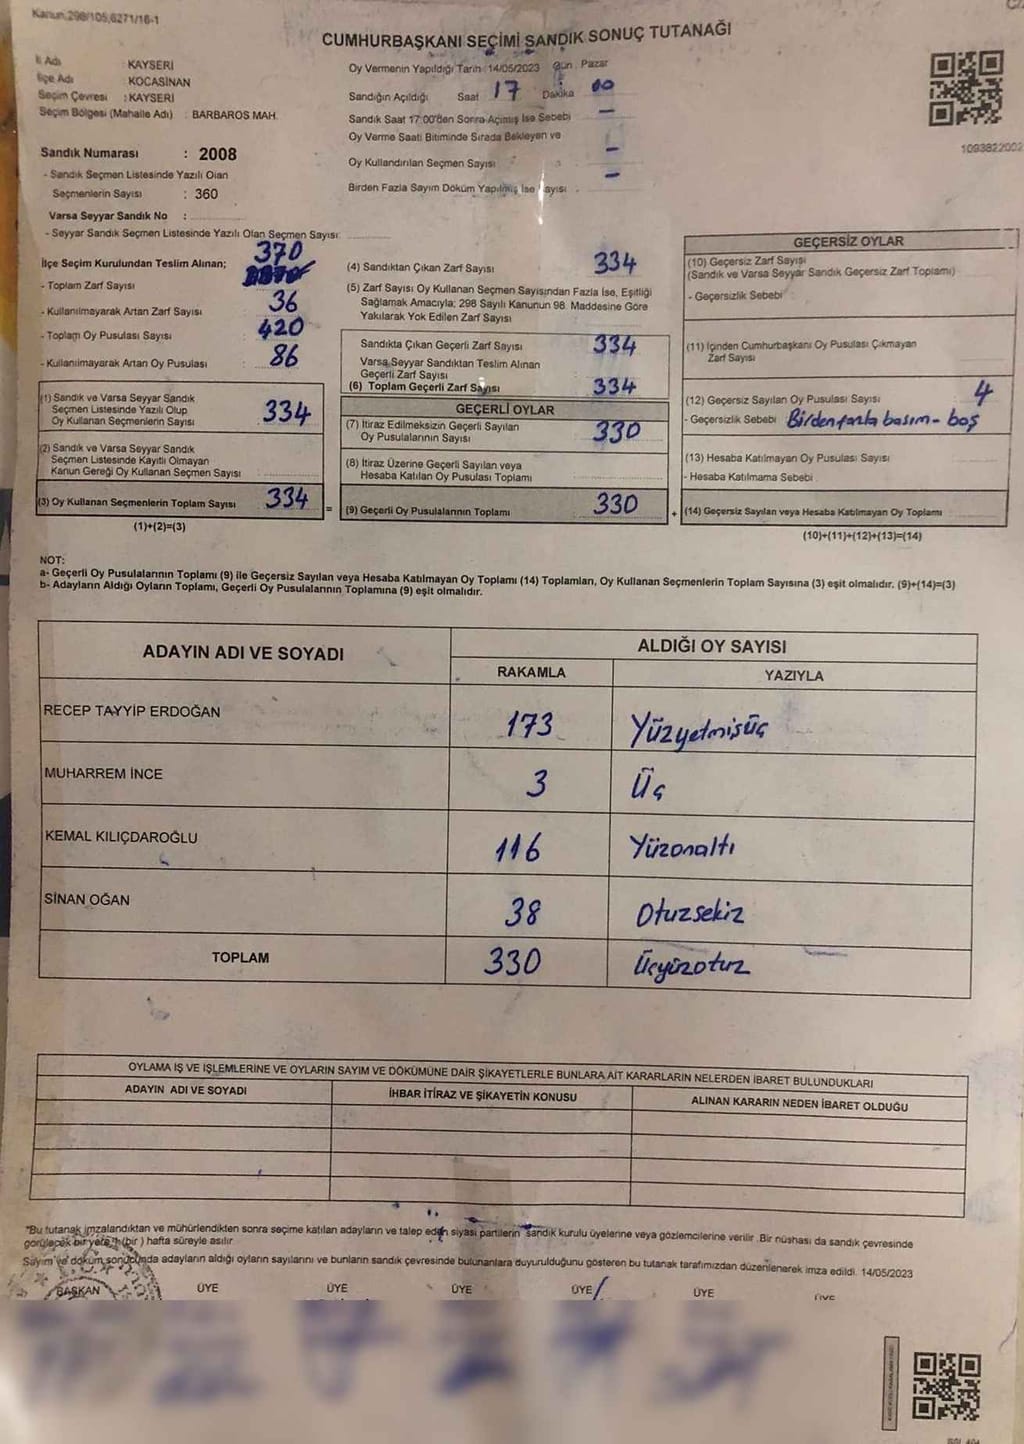 Kanun,298/105,6271/16-1
CUMHURBAŞKANI SEÇİMİ SANDIK SONUÇ TUTANAĞI
İl Adı : KAYSERİ
İlçe Adı : KOCASİNAN
Seçim Çevresi : KAYSERİ
Seçim Bölgesi (Mahalle Adı) : BARBAROS MAH.
Sandık Numarası : 2008
- Sandık Seçmen Listesinde Yazılı Olan
Seçmenlerin Sayısı : 360
Varsa Seyyar Sandık No :
- Seyyar Sandık Seçmen Listesinde Yazılı Olan Seçmen Sayısı:
Oy Vermenin Yapıldığı Tarih :14/05/2023 Gün : Pazar
Sandığın Açıldığı Saat 17 Dakika 00
Sandık Saat 17:00'den Sonra Açılmış İse Sebebi –
Oy Verme Saati Bitiminde Sırada Bekleyen ve
Oy Kullandırılan Seçmen Sayısı : –
Birden Fazla Sayım Döküm Yapılmış İse Sayısı : –
1093822002
370
İlçe Seçim Kurulundan Teslim Alınan;
- Toplam Zarf Sayısı
- Kullanılmayarak Artan Zarf Sayısı : 36
- Toplam Oy Pusulası Sayısı : 420
- Kullanılmayarak Artan Oy Pusulası : 86
(1) Sandık ve Varsa Seyyar Sandık
Seçmen Listesinde Yazılı Olup
Oy Kullanan Seçmenlerin Sayısı 334
(2) Sandık ve Varsa Seyyar Sandık
Seçmen Listesinde Kayıtlı Olmayan
Kanun Gereği Oy Kullanan Seçmen Sayısı
(3) Oy Kullanan Seçmenlerin Toplam Sayısı 334
(1)+(2)=(3)
=
(4) Sandıktan Çıkan Zarf Sayısı 334
(5) Zarf Sayısı Oy Kullanan Seçmen Sayısından Fazla İse, Eşitliği
Sağlamak Amacıyla; 298 Sayılı Kanunun 98. Maddesine Göre
Yakılarak Yok Edilen Zarf Sayısı
Sandıkta Çıkan Geçerli Zarf Sayısı 334
Varsa Seyyar Sandıktan Teslim Alınan
Geçerli Zarf Sayısı
(6) Toplam Geçerli Zarf Sayısı 334
GEÇERLİ OYLAR
(7) İtiraz Edilmeksizin Geçerli Sayılan
Oy Pusulalarının Sayısı 330
(8) İtiraz Üzerine Geçerli Sayılan veya
Hesaba Katılan Oy Pusulası Toplamı
(9) Geçerli Oy Pusulalarının Toplamı 330
+
GEÇERSİZ OYLAR
(10) Geçersiz Zarf Sayısı
(Sandık ve Varsa Seyyar Sandık Geçersiz Zarf Toplamı)
- Geçersizlik Sebebi
(11) İçinden Cumhurbaşkanı Oy Pusulası Çıkmayan
Zarf Sayısı
(12) Geçersiz Sayılan Oy Pusulası Sayısı 4
- Geçersizlik Sebebi Birden fazla basım - boş
(13) Hesaba Katılmayan Oy Pusulası Sayısı
- Hesaba Katılmama Sebebi
(14) Geçersiz Sayılan veya Hesaba Katılmayan Oy Toplamı
(10)+(11)+(12)+(13)=(14)
NOT:
a- Geçerli Oy Pusulalarının Toplamı (9) ile Geçersiz Sayılan veya Hesaba Katılmayan Oy Toplamı (14) Toplamları, Oy Kullanan Seçmenlerin Toplam Sayısına (3) eşit olmalıdır. (9)+(14)=(3)
b- Adayların Aldığı Oyların Toplamı, Geçerli Oy Pusulalarının Toplamına (9) eşit olmalıdır.
ADAYIN ADI VE SOYADI
ALDIĞI OY SAYISI
RAKAMLA YAZIYLA
RECEP TAYYİP ERDOĞAN 173 Yüzyetmişüç
MUHARREM İNCE 3 Üç
KEMAL KILIÇDAROĞLU 116 Yüzonaltı
SİNAN OĞAN 38 Otuzsekiz
TOPLAM 330 Üçyüzotuz
OYLAMA İŞ VE İŞLEMLERİNE VE OYLARIN SAYIM VE DÖKÜMÜNE DAİR ŞİKAYETLERLE BUNLARA AİT KARARLARIN NELERDEN İBARET BULUNDUKLARI
ADAYIN ADI VE SOYADI İHBAR İTİRAZ VE ŞİKAYETİN KONUSU ALINAN KARARIN NEDEN İBARET OLDUĞU
"Bu tutanak imzalandıktan ve mühürlendikten sonra seçime katılan adayların ve talep eden siyasi partilerin sandık kurulu üyelerine veya gözlemcilerine verilir. Bir nüshası da sandık çevresinde
görülecek bir yere 1 (bir) hafta süreyle asılır.
Sayım ve döküm sonucunda adayların aldığı oyların sayılarını ve bunların sandık çevresinde bulunanlara duyurulduğunu gösteren bu tutanak tarafımızdan düzenlenerek imza edildi. 14/05/2023
BAŞKAN ÜYE ÜYE ÜYE ÜYE ÜYE ÜYE